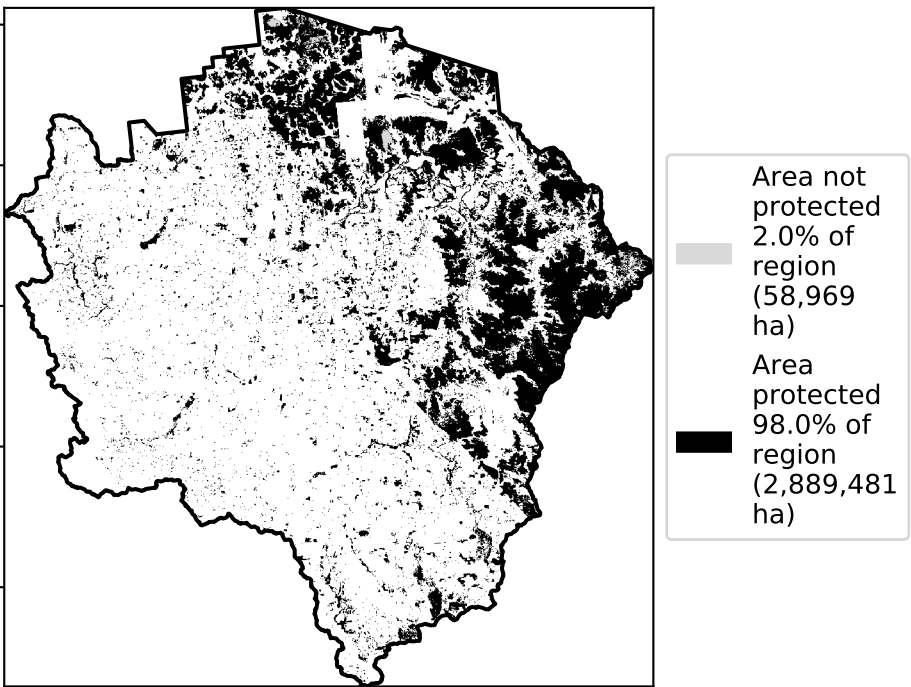 Area not
protected
2.0% of
region
(58,969
ha)
Area
protected
98.0% of
region
(2,889,481
ha)